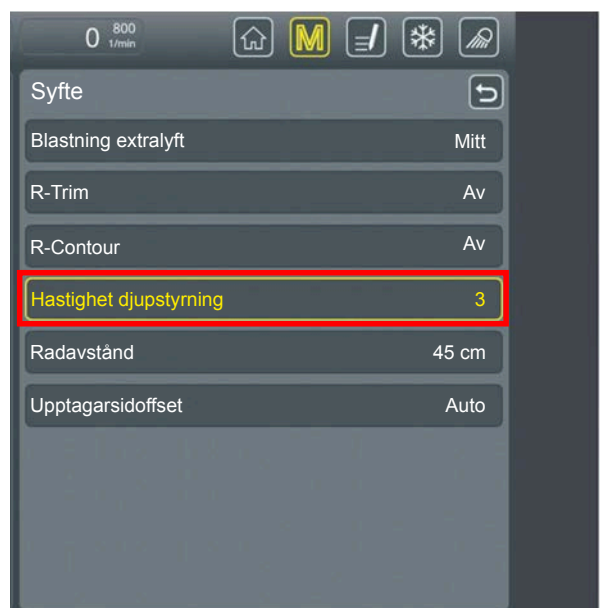 0 800 1/min M
Syfte
Blastning extralyft Mitt
R-Trim Av
R-Contour Av
Hastighet djupstyrning 3
Radavstånd 45 cm
Upptagarsidoffset Auto